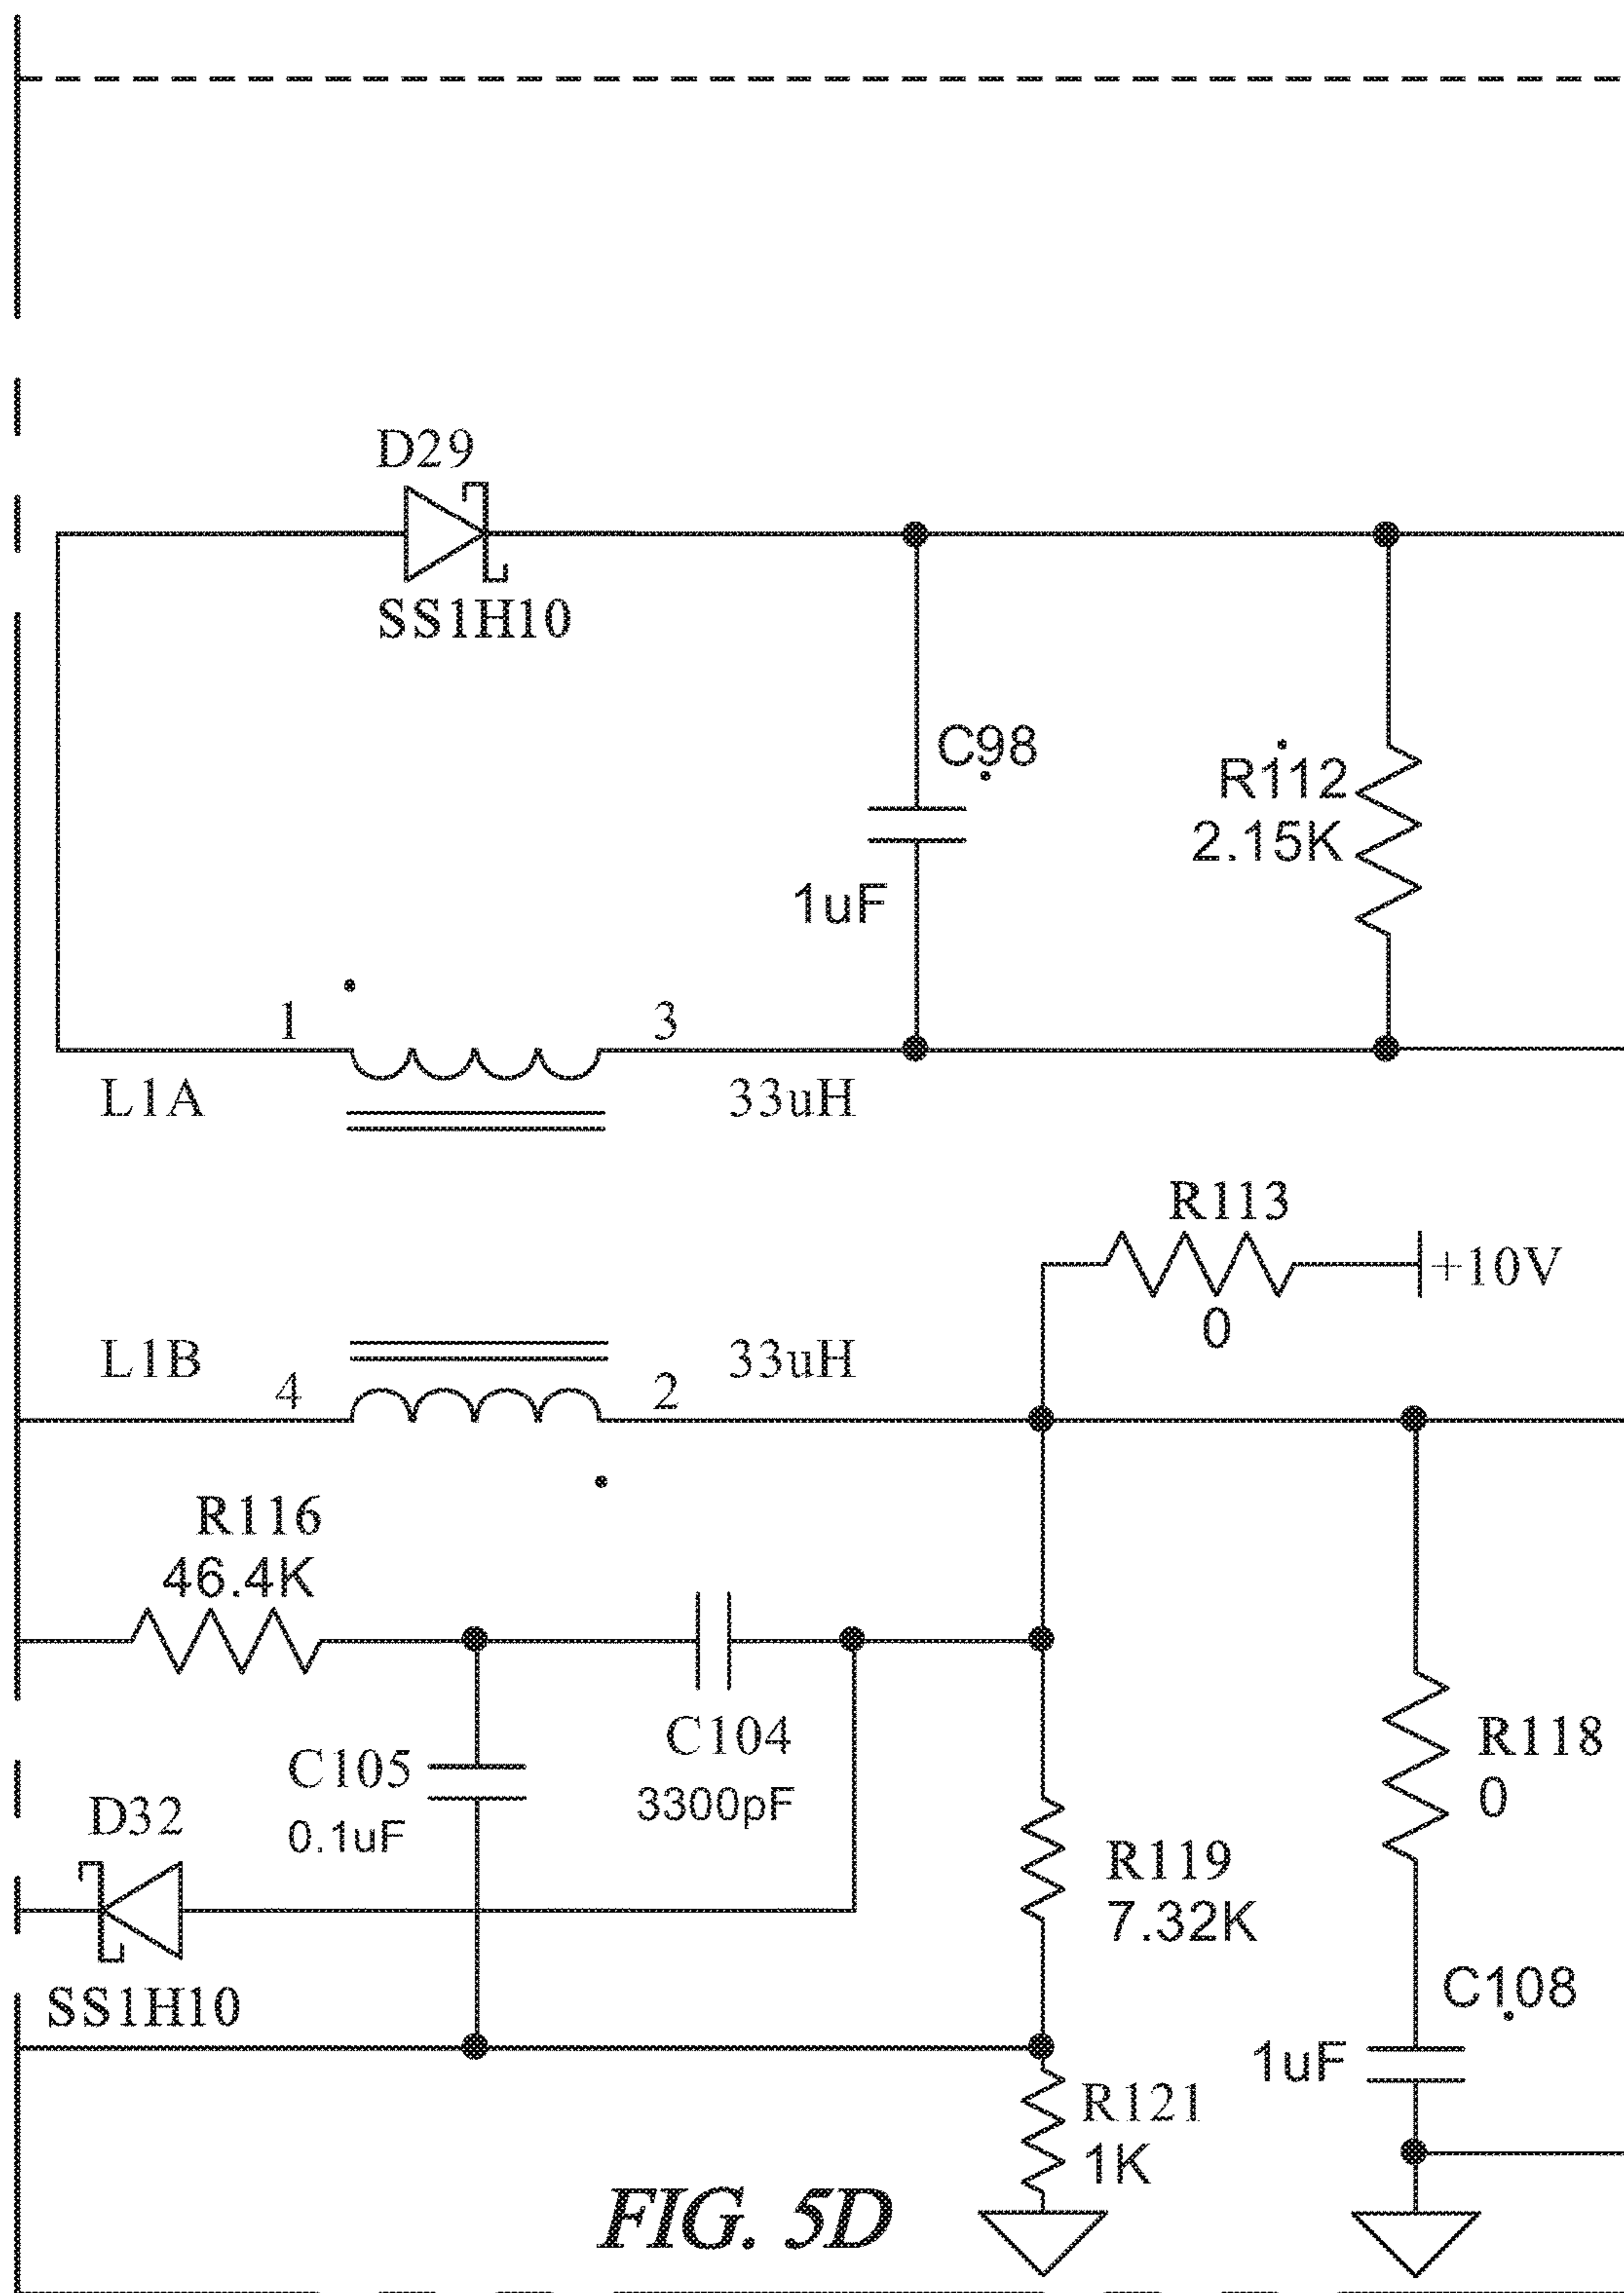 D29
SS1H10
C98
1uF
R112
2.15K
1
3
L1A
33uH
R113
+10V
0
L1B
33uH
4
2
R116
46.4K
C104
3300pF
C105
0.1uF
R118
0
D32
SS1H10
R119
7.32K
C108
1uF
R121
1K
FIG. 5D